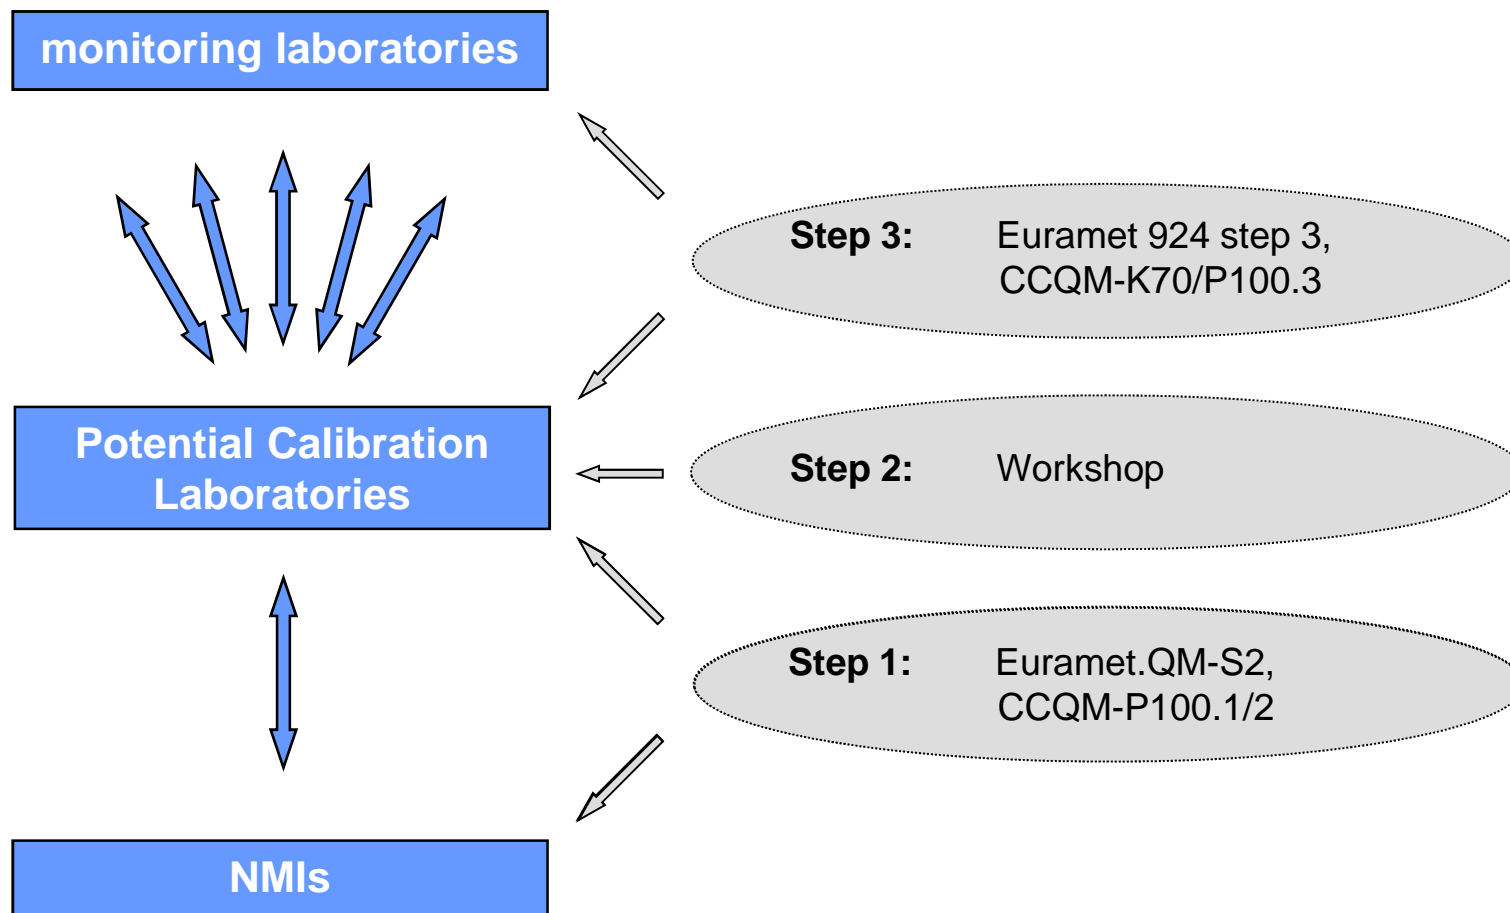 monitoring laboratories
Step 3: Euramet 924 step 3,
CCQM-K70/P100.3
Potential Calibration
Laboratories
Step 2: Workshop
Step 1: Euramet.QM-S2,
CCQM-P100.1/2
NMIs